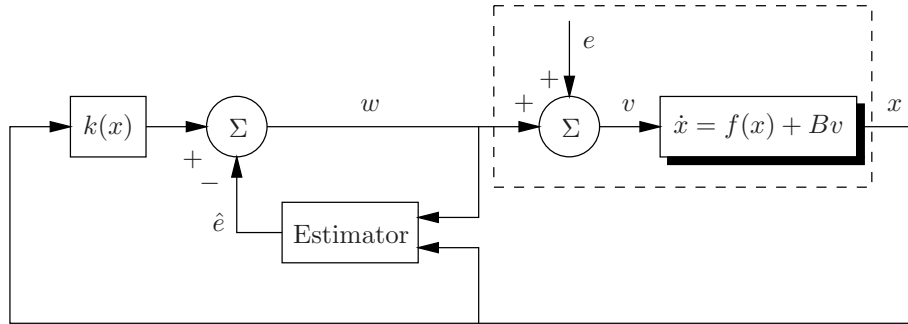 e
+
w
+
v
x
k(x)
Σ
Σ
ẋ = f(x) + Bv
+
−
ê
Estimator